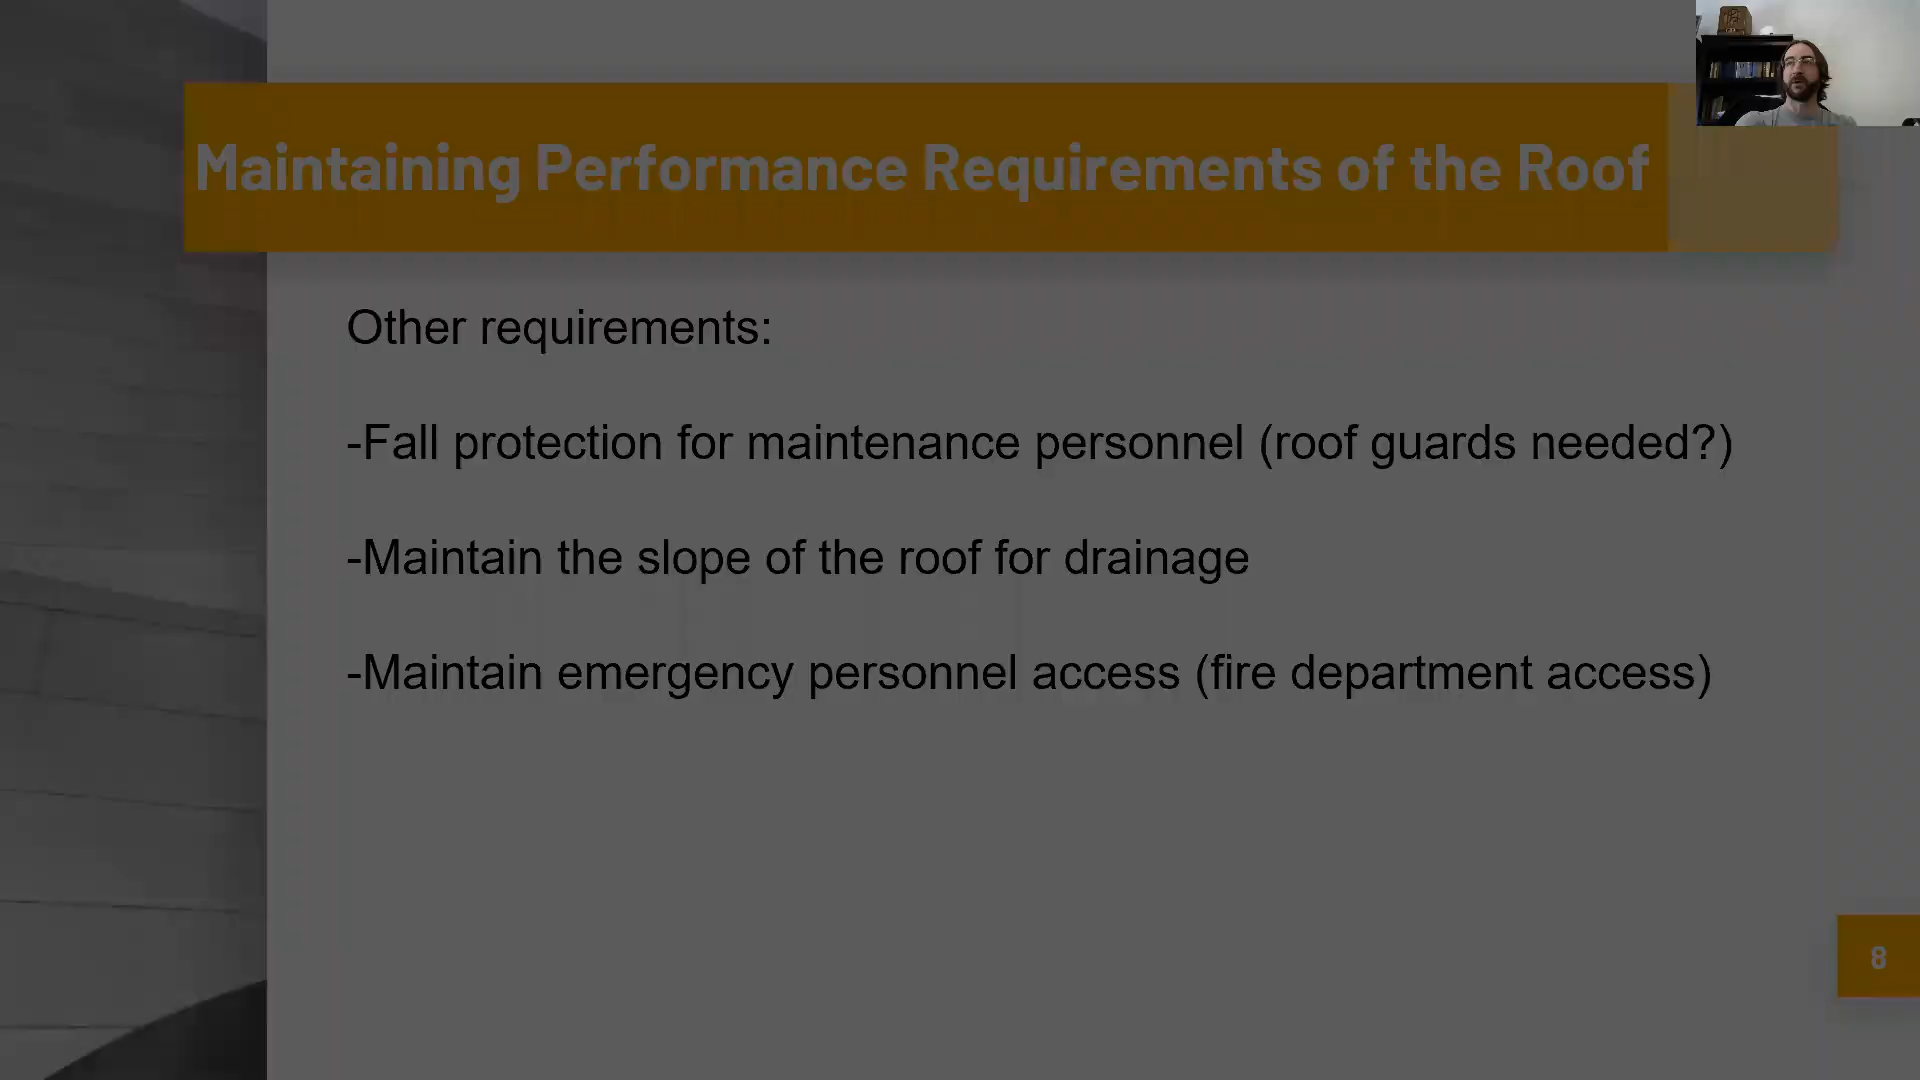 Maintaining Performance Requirements of the Roof
Other requirements:
-Fall protection for maintenance personnel (roof guards needed?)
-Maintain the slope of the roof for drainage
-Maintain emergency personnel access (fire department access)
8